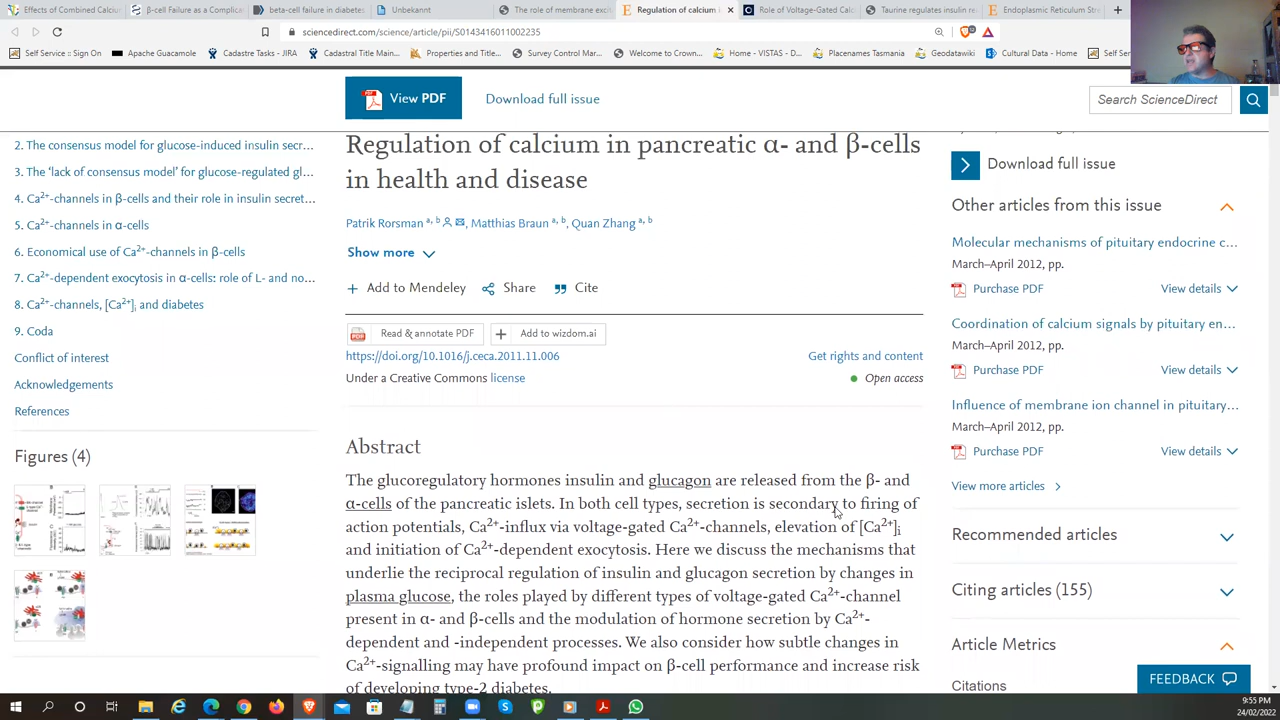 Effects of Combined Calciu
β-cell Failure as a Complicat
beta-cell failure in diabetes
Unbekannt
The role of membrane exci
Regulation of calcium i
Role of Voltage-Gated Calc
Taurine regulates insulin re
Endoplasmic Reticulum Stre
sciencedirect.com/science/article/pii/S0143416011002235
Self Service :: Sign On
Apache Guacamole
Cadastre Tasks - JIRA
Cadastral Title Main...
Properties and Title...
Survey Control Mar...
Welcome to Crown...
Home - VISTAS - D...
Placenames Tasmania
Geodatawiki
Cultural Data - Home
Self Serv
View PDF
Download full issue
Search ScienceDirect
2. The consensus model for glucose-induced insulin secr...
3. The 'lack of consensus model' for glucose-regulated gl...
4. Ca2+-channels in β-cells and their role in insulin secret...
5. Ca2+-channels in α-cells
6. Economical use of Ca2+-channels in β-cells
7. Ca2+-dependent exocytosis in α-cells: role of L- and no...
8. Ca2+-channels, [Ca2+]i and diabetes
9. Coda
Conflict of interest
Acknowledgements
References
Figures (4)
Regulation of calcium in pancreatic α- and β-cells
in health and disease
Patrik Rorsman a, b, Matthias Braun a, b, Quan Zhang a, b
Show more
Add to Mendeley
Share
Cite
Read & annotate PDF
Add to wizdom.ai
https://doi.org/10.1016/j.ceca.2011.11.006
Get rights and content
Under a Creative Commons license
Open access
Abstract
The glucoregulatory hormones insulin and glucagon are released from the β- and
α-cells of the pancreatic islets. In both cell types, secretion is secondary to firing of
action potentials, Ca2+-influx via voltage-gated Ca2+-channels, elevation of [Ca2+]i
and initiation of Ca2+-dependent exocytosis. Here we discuss the mechanisms that
underlie the reciprocal regulation of insulin and glucagon secretion by changes in
plasma glucose, the roles played by different types of voltage-gated Ca2+-channel
present in α- and β-cells and the modulation of hormone secretion by Ca2+-
dependent and -independent processes. We also consider how subtle changes in
Ca2+-signalling may have profound impact on β-cell performance and increase risk
of developing type-2 diabetes.
Download full issue
Other articles from this issue
Molecular mechanisms of pituitary endocrine c...
March–April 2012, pp.
Purchase PDF
View details
Coordination of calcium signals by pituitary en...
March–April 2012, pp.
Purchase PDF
View details
Influence of membrane ion channel in pituitary...
March–April 2012, pp.
Purchase PDF
View details
View more articles
Recommended articles
Citing articles (155)
Article Metrics
Citations
FEEDBACK
9:55 PM
24/02/2022